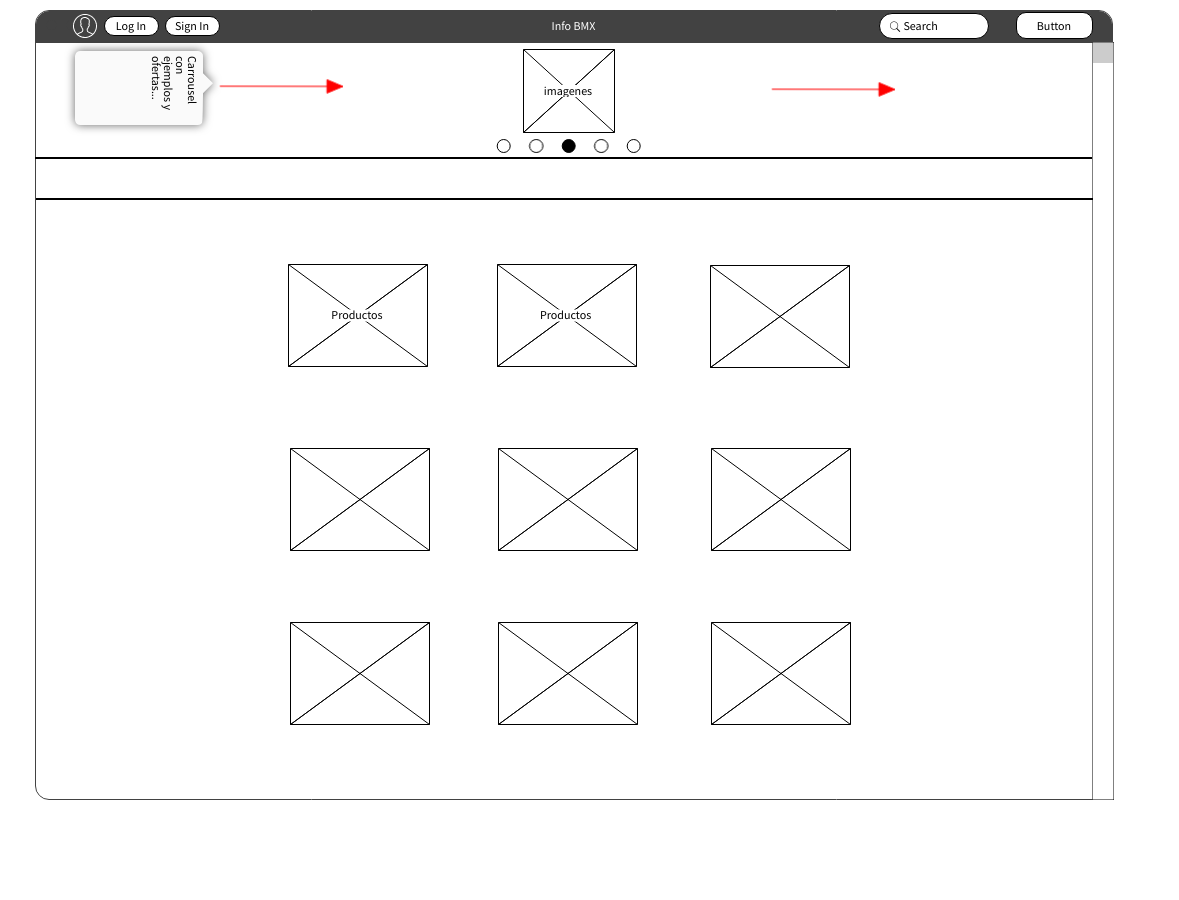 Log In
Sign In
Info BMX
Search
Button
Carrousel
con
ejemplos y
ofertas...
imagenes
Productos
Productos